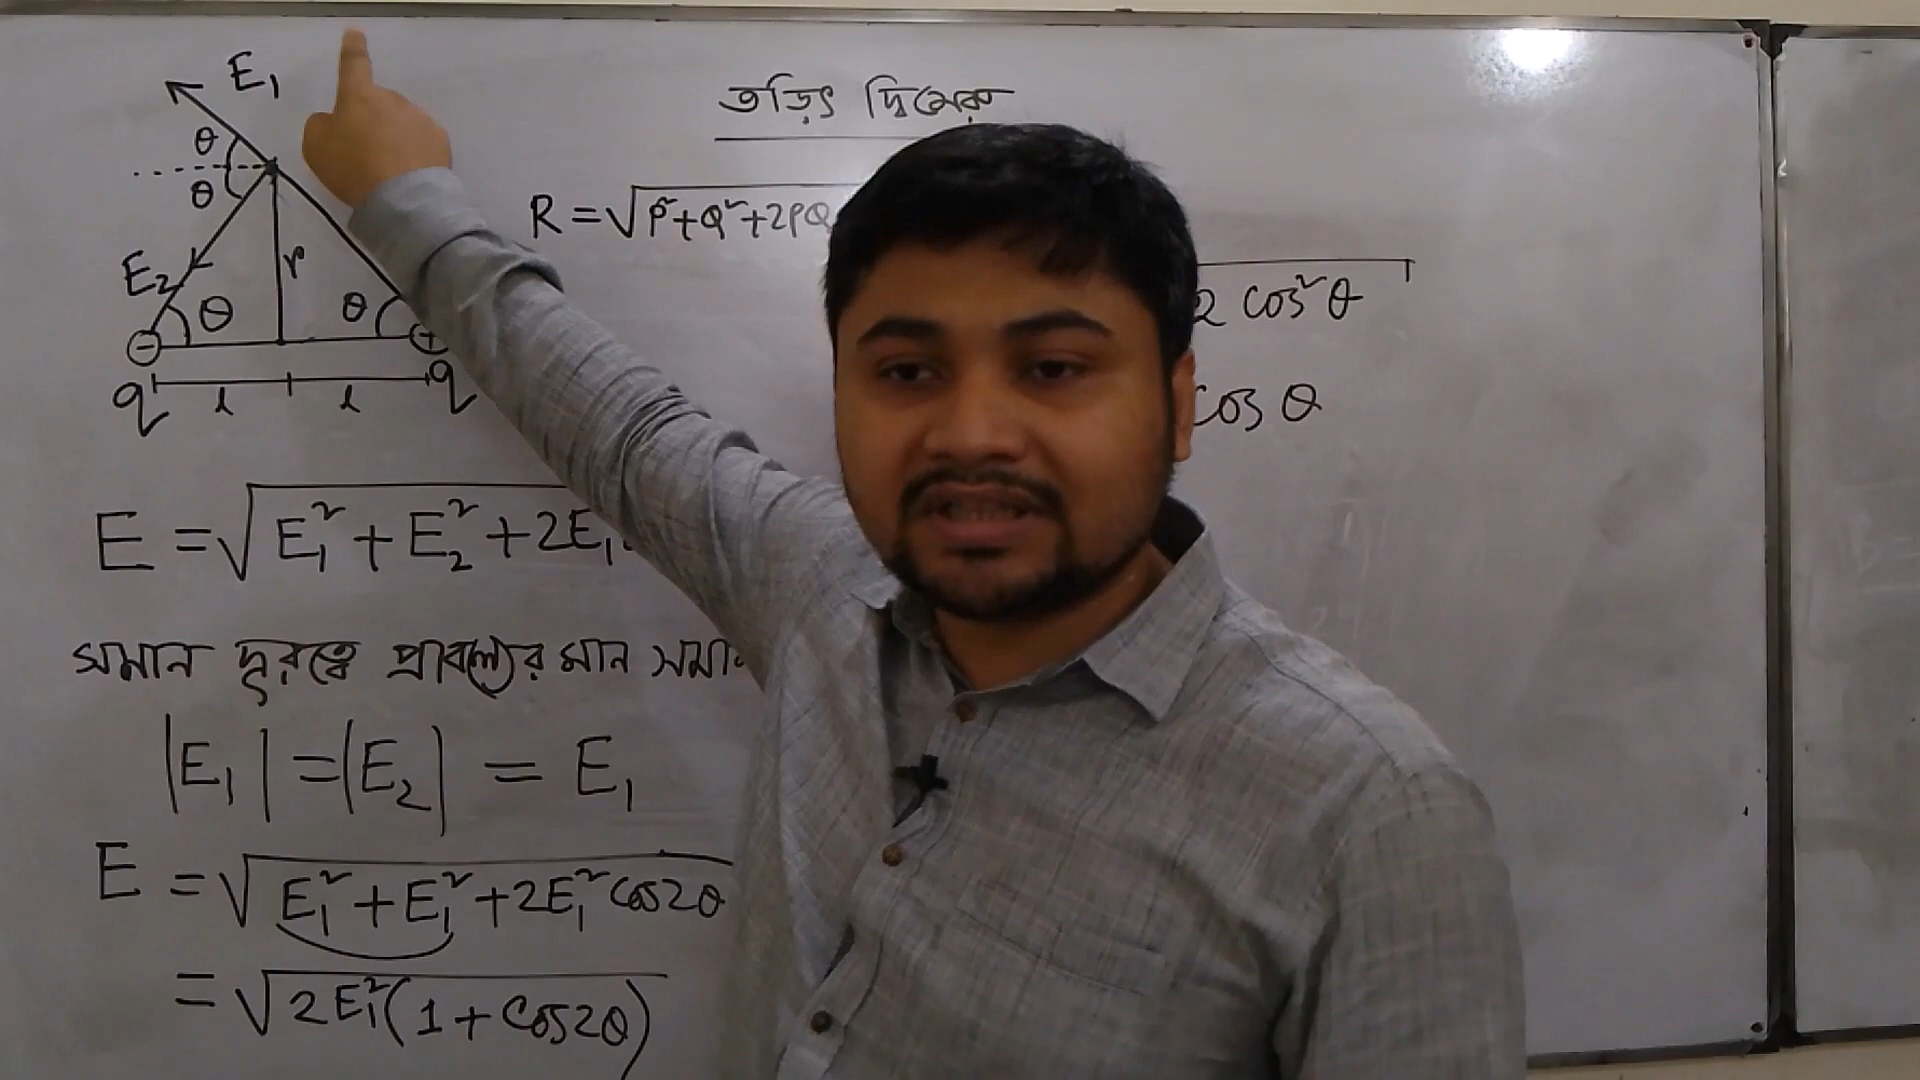 তড়িৎ দ্বিমেরু
E₁
θ
θ
E₂
r
θ
θ
- +
q l l q
R = √P²+Q²+2PQ
2 cos²θ
cos θ
E = √E₁² + E₂² + 2E₁
সমান দূরত্বে প্রাবল্যের মান
|E₁| = |E₂| = E₁
E = √E₁² + E₁² + 2E₁² cos2θ
= √2E₁²(1 + cos2θ)